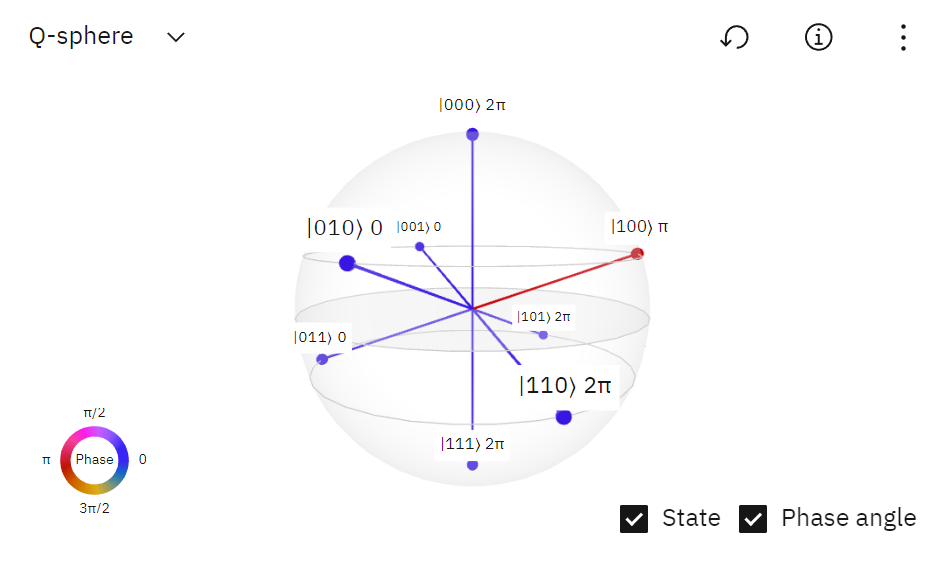 Q-sphere
|000⟩ 2π
|010⟩ 0
|001⟩ 0
|100⟩ π
|101⟩ 2π
|011⟩ 0
|110⟩ 2π
|111⟩ 2π
π/2
π
Phase
0
3π/2
State
Phase angle